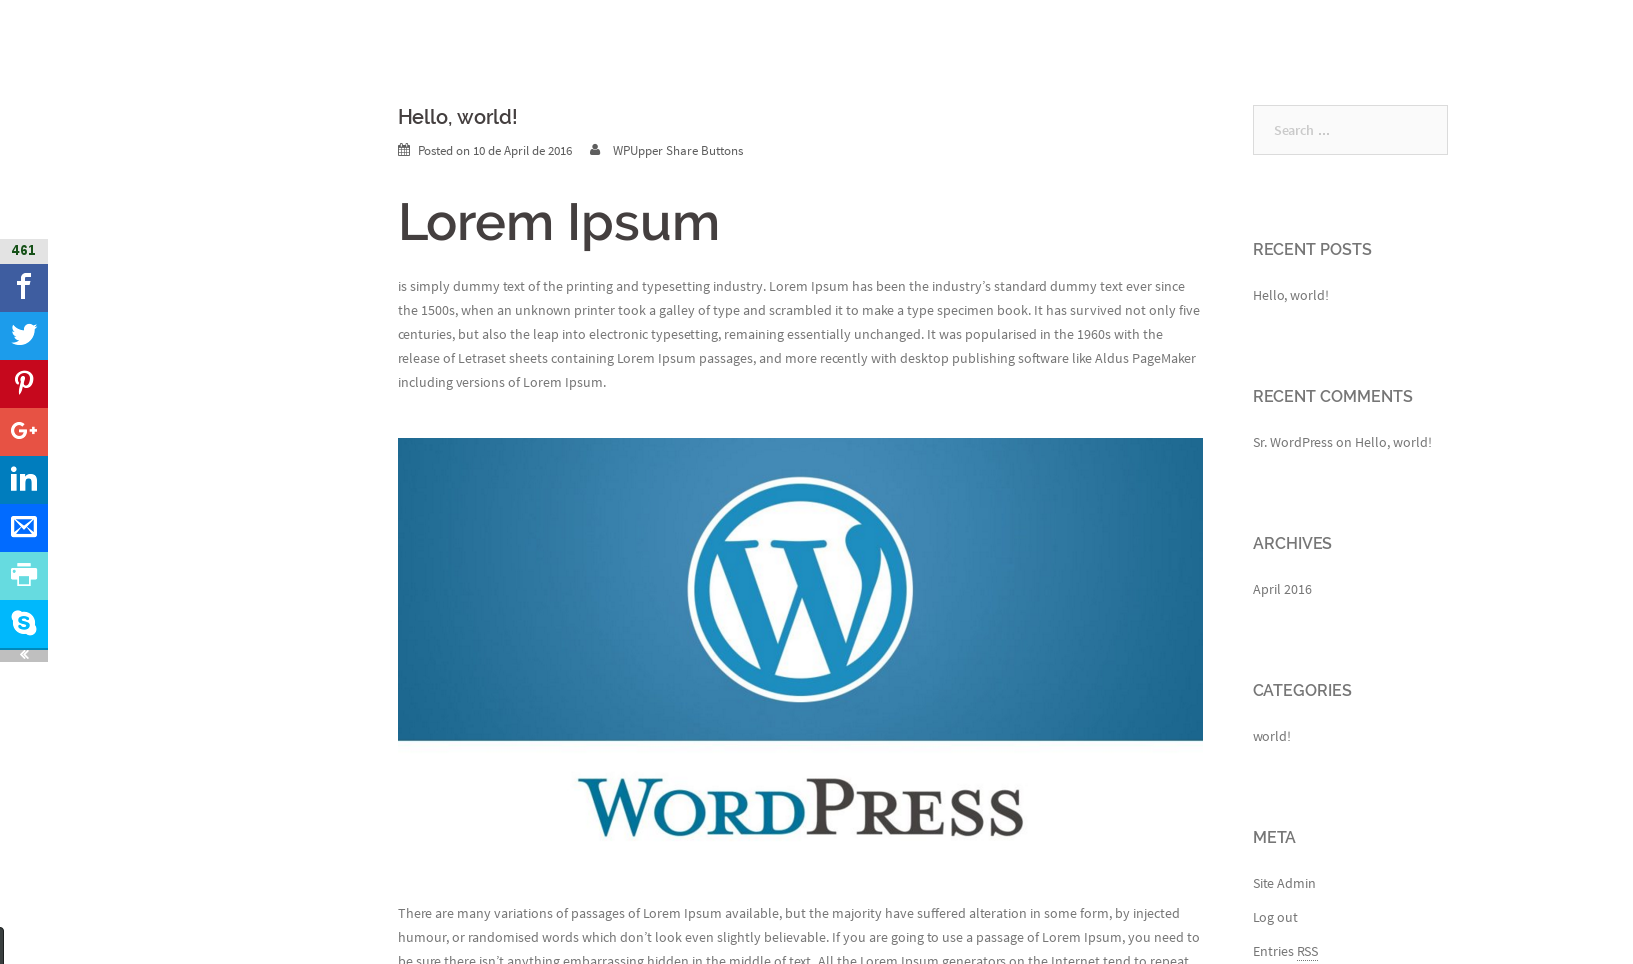 Hello, world!
Posted on 10 de April de 2016 WPUpper Share Buttons
Lorem Ipsum
is simply dummy text of the printing and typesetting industry. Lorem Ipsum has been the industry’s standard dummy text ever since
the 1500s, when an unknown printer took a galley of type and scrambled it to make a type specimen book. It has survived not only five
centuries, but also the leap into electronic typesetting, remaining essentially unchanged. It was popularised in the 1960s with the
release of Letraset sheets containing Lorem Ipsum passages, and more recently with desktop publishing software like Aldus PageMaker
including versions of Lorem Ipsum.
W
WORDPRESS
There are many variations of passages of Lorem Ipsum available, but the majority have suffered alteration in some form, by injected
humour, or randomised words which don’t look even slightly believable. If you are going to use a passage of Lorem Ipsum, you need to
be sure there isn’t anything embarrassing hidden in the middle of text. All the Lorem Ipsum generators on the Internet tend to repeat
461
Search ...
RECENT POSTS
Hello, world!
RECENT COMMENTS
Sr. WordPress on Hello, world!
ARCHIVES
April 2016
CATEGORIES
world!
META
Site Admin
Log out
Entries RSS